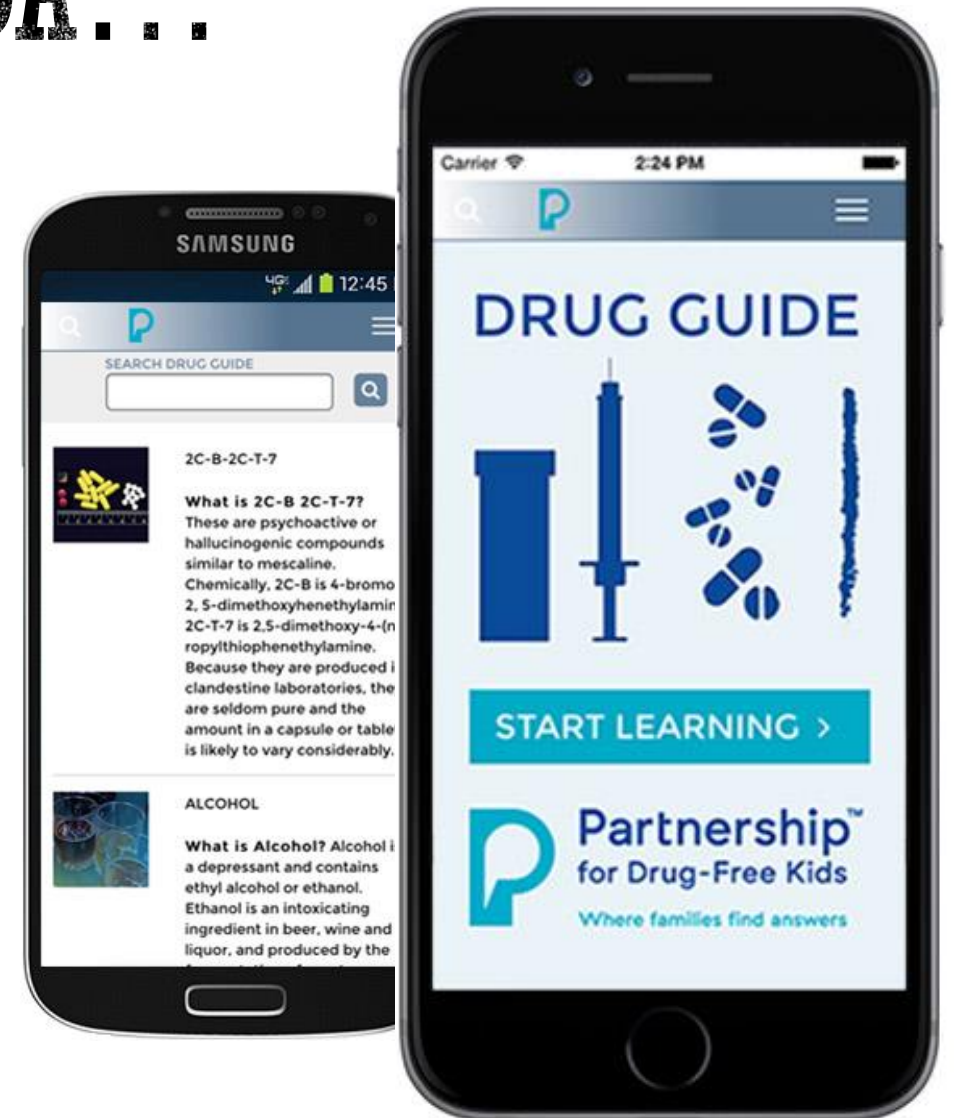 SAMSUNG
4G 12:45
SEARCH DRUG GUIDE
2C-B-2C-T-7
What is 2C-B 2C-T-7?
These are psychoactive or
hallucinogenic compounds
similar to mescaline.
Chemically, 2C-B is 4-bromo
2, 5-dimethoxyhenethylamin
2C-T-7 is 2,5-dimethoxy-4-(n
ropylthiophenethylamine.
Because they are produced i
clandestine laboratories, the
are seldom pure and the
amount in a capsule or table
is likely to vary considerably.
ALCOHOL
What is Alcohol? Alcohol i
a depressant and contains
ethyl alcohol or ethanol.
Ethanol is an intoxicating
ingredient in beer, wine and
liquor, and produced by the
Carrier 2:24 PM
DRUG GUIDE
START LEARNING >
Partnership™
for Drug-Free Kids
Where families find answers